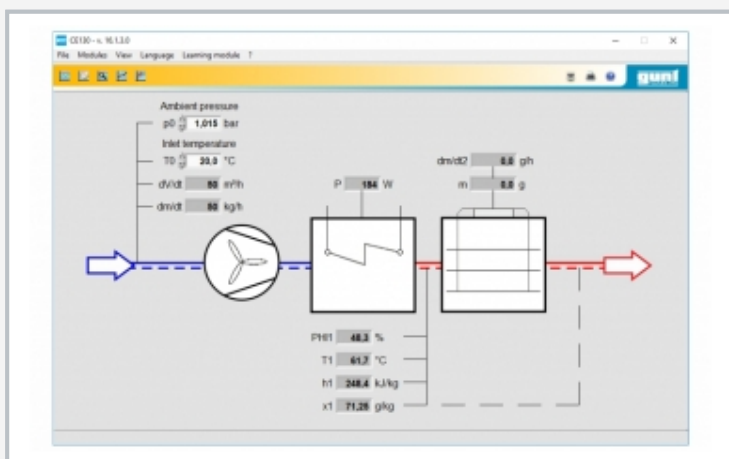 CE130 - v. 16.1.3.0
File Modules View Language Learning module ?
gunt
Ambient pressure
p0 1,015 bar
Inlet temperature
T0 20,0 °C
dV/dt 50 m³/h
dm/dt 60 kg/h
P 184 W
dm/dt2 0,0 g/h
m 0,0 g
PHI1 48,3 %
T1 61,7 °C
h1 248,4 kJ/kg
x1 71,26 g/kg